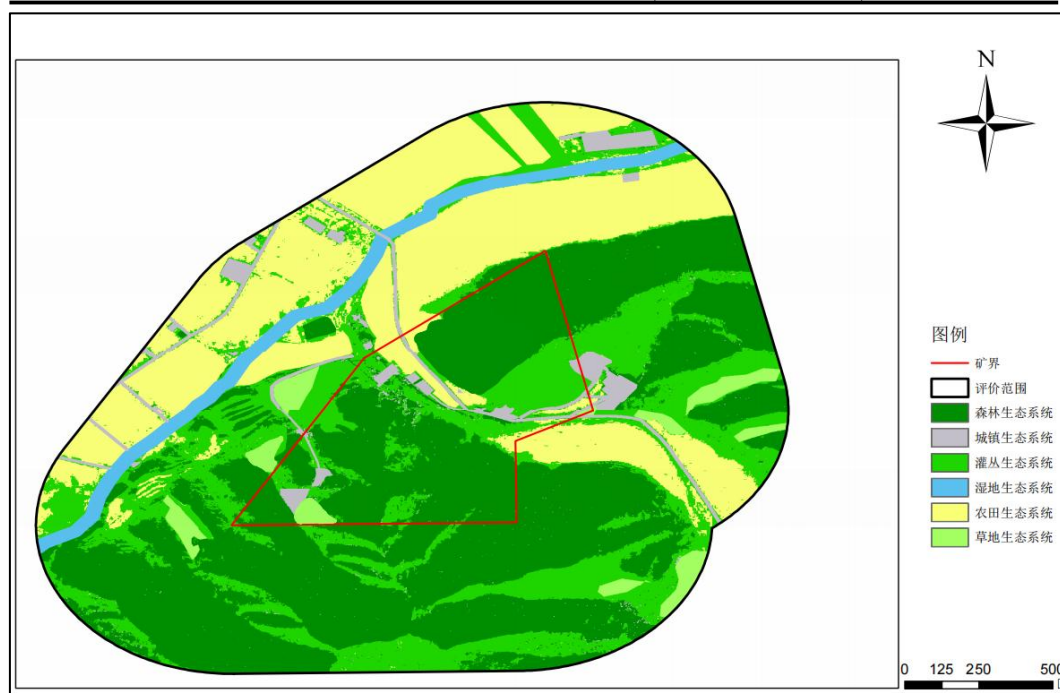 N
图例
矿界
评价范围
森林生态系统
城镇生态系统
灌丛生态系统
湿地生态系统
农田生态系统
草地生态系统
0 125 250 500